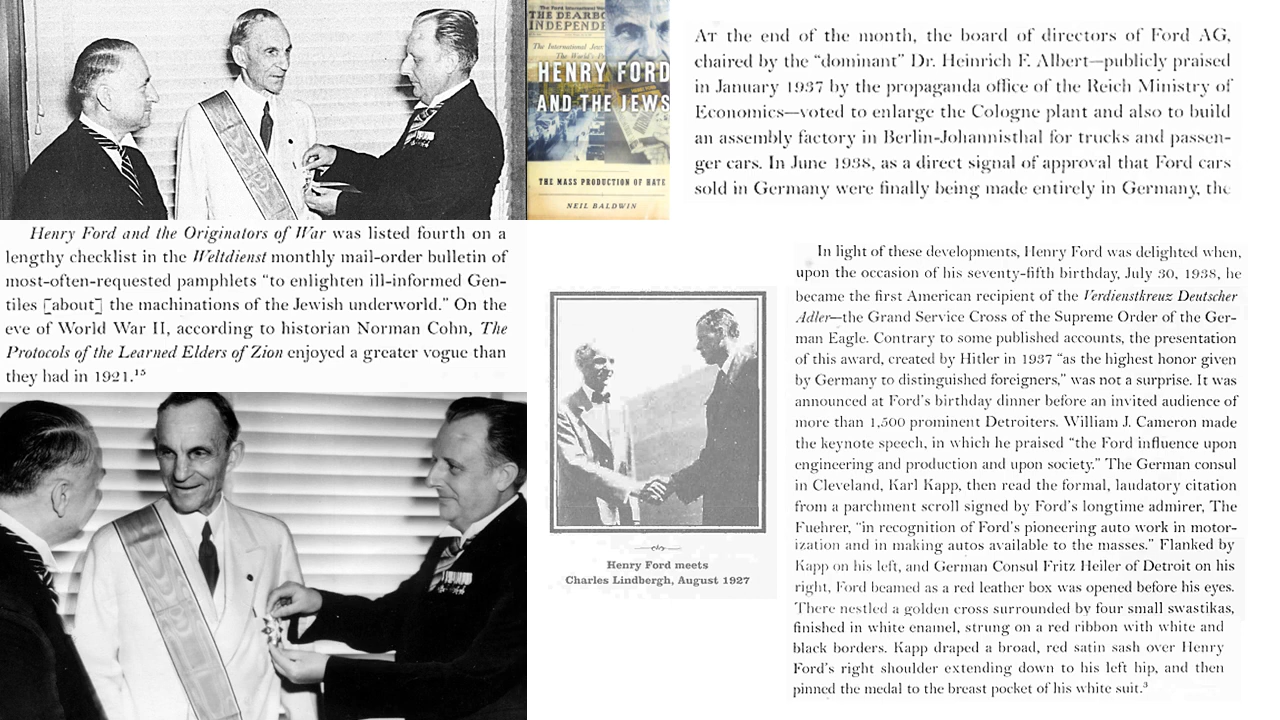 THE DEARBO
INDEPENDE
The International Jew
The World's Pr
HENRY FORD
AND THE JEWS
THE MASS PRODUCTION OF HATE
NEIL BALDWIN
AT the end of the month, the board of directors of Ford AG,
chaired by the “dominant” Dr. Heinrich F. Albert—publicly praised
in January 1937 by the propaganda office of the Reich Ministry of
Economics—voted to enlarge the Cologne plant and also to build
an assembly factory in Berlin-Johannisthal for trucks and passen-
ger cars. In June 1938, as a direct signal of approval that Ford cars
sold in Germany were finally being made entirely in Germany, the
Henry Ford and the Originators of War was listed fourth on a
lengthy checklist in the Weltdienst monthly mail-order bulletin of
most-often-requested pamphlets “to enlighten ill-informed Gen-
tiles [about] the machinations of the Jewish underworld.” On the
eve of World War II, according to historian Norman Cohn, The
Protocols of the Learned Elders of Zion enjoyed a greater vogue than
they had in 1921.¹⁵
Henry Ford meets
Charles Lindbergh, August 1927
In light of these developments, Henry Ford was delighted when,
upon the occasion of his seventy-fifth birthday, July 30, 1938, he
became the first American recipient of the Verdienstkreuz Deutscher
Adler—the Grand Service Cross of the Supreme Order of the Ger-
man Eagle. Contrary to some published accounts, the presentation
of this award, created by Hitler in 1937 “as the highest honor given
by Germany to distinguished foreigners,” was not a surprise. It was
announced at Ford's birthday dinner before an invited audience of
more than 1,500 prominent Detroiters. William J. Cameron made
the keynote speech, in which he praised “the Ford influence upon
engineering and production and upon society.” The German consul
in Cleveland, Karl Kapp, then read the formal, laudatory citation
from a parchment scroll signed by Ford's longtime admirer, The
Fuehrer, “in recognition of Ford's pioneering auto work in motor-
ization and in making autos available to the masses.” Flanked by
Kapp on his left, and German Consul Fritz Heiler of Detroit on his
right, Ford beamed as a red leather box was opened before his eyes.
There nestled a golden cross surrounded by four small swastikas,
finished in white enamel, strung on a red ribbon with white and
black borders. Kapp draped a broad, red satin sash over Henry
Ford's right shoulder extending down to his left hip, and then
pinned the medal to the breast pocket of his white suit.³